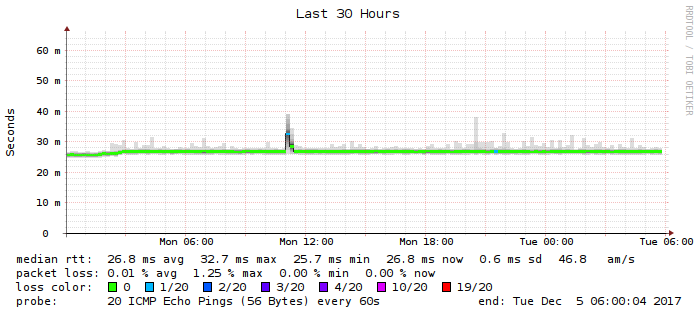 Last 30 Hours
RRDTOOL / TOBI OETIKER
Seconds
60 m
50 m
40 m
30 m
20 m
10 m
0
Mon 06:00 Mon 12:00 Mon 18:00 Tue 00:00 Tue 06:00
median rtt: 26.8 ms avg 32.7 ms max 25.7 ms min 26.8 ms now 0.6 ms sd 46.8 am/s
packet loss: 0.01 % avg 1.25 % max 0.00 % min 0.00 % now
loss color: 0 1/20 2/20 3/20 4/20 10/20 19/20
probe: 20 ICMP Echo Pings (56 Bytes) every 60s end: Tue Dec 5 06:00:04 2017